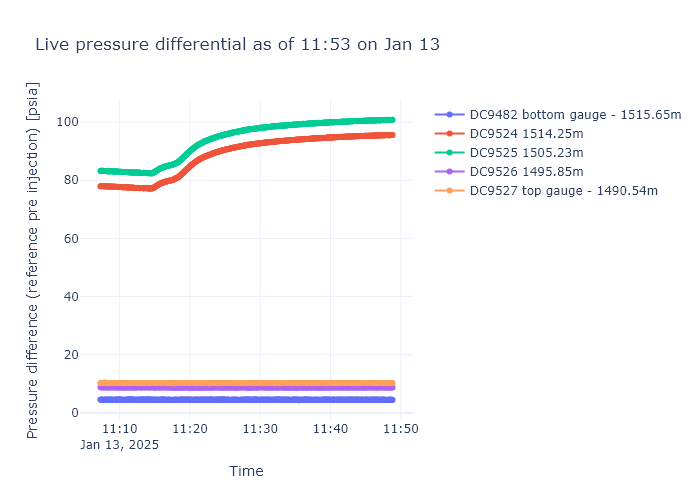 Live pressure differential as of 11:53 on Jan 13
Pressure difference (reference pre injection) [psia]
100
80
60
40
20
0
11:10
11:20
11:30
11:40
11:50
Jan 13, 2025
Time
DC9482 bottom gauge - 1515.65m
DC9524 1514.25m
DC9525 1505.23m
DC9526 1495.85m
DC9527 top gauge - 1490.54m